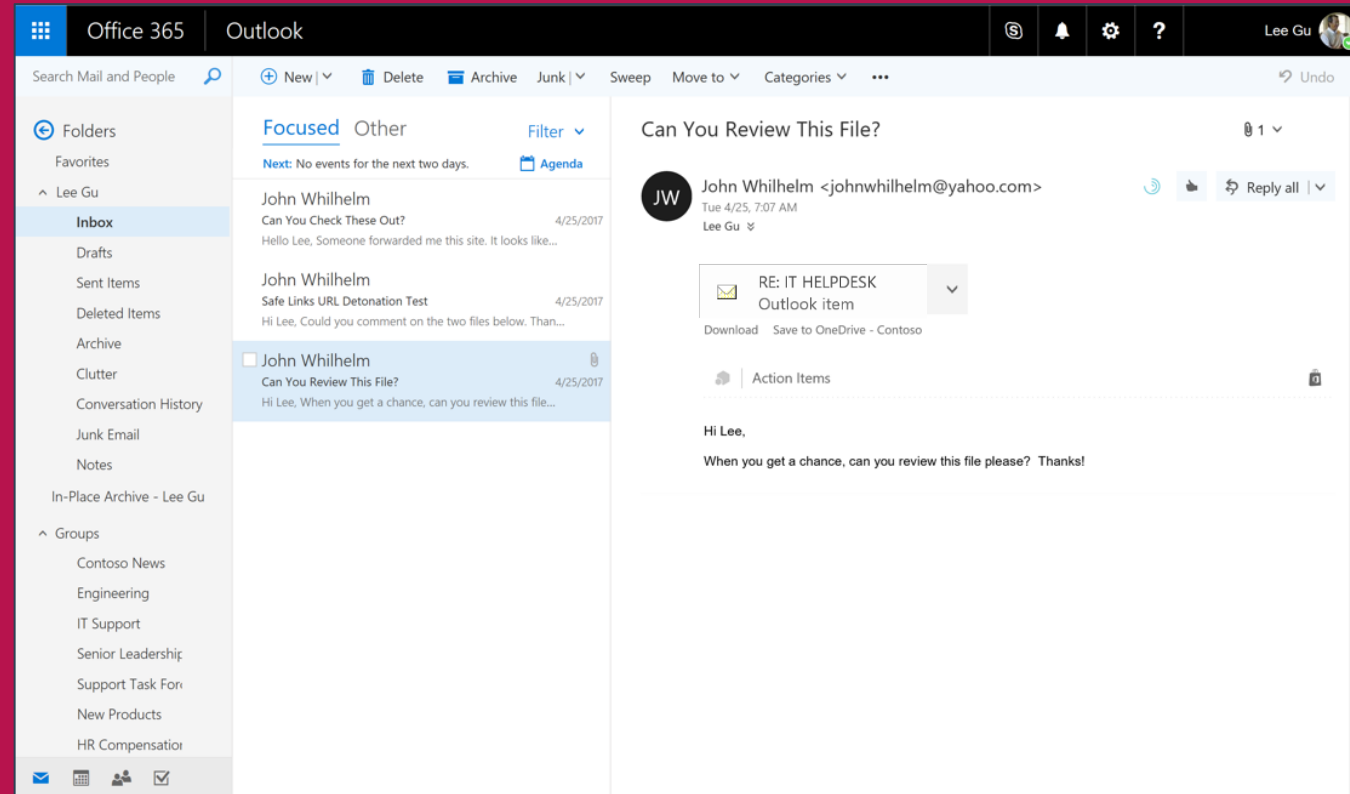 Office 365
Outlook
Lee Gu
Search Mail and People
New
Delete
Archive
Junk
Sweep
Move to
Categories
Undo
Folders
Favorites
Lee Gu
Inbox
Drafts
Sent Items
Deleted Items
Archive
Clutter
Conversation History
Junk Email
Notes
In-Place Archive - Lee Gu
Groups
Contoso News
Engineering
IT Support
Senior Leadership
Support Task For
New Products
HR Compensation
Focused Other
Filter
Next: No events for the next two days.
Agenda
John Whilhelm
Can You Check These Out? 4/25/2017
Hello Lee, Someone forwarded me this site. It looks like...
John Whilhelm
Safe Links URL Detonation Test 4/25/2017
Hi Lee, Could you comment on the two files below. Than...
John Whilhelm
Can You Review This File? 4/25/2017
Hi Lee, When you get a chance, can you review this file...
Can You Review This File?
1
JW
John Whilhelm <johnwhilhelm@yahoo.com>
Reply all
Tue 4/25, 7:07 AM
Lee Gu
RE: IT HELPDESK
Outlook item
Download Save to OneDrive - Contoso
Action Items
Hi Lee,
When you get a chance, can you review this file please? Thanks!